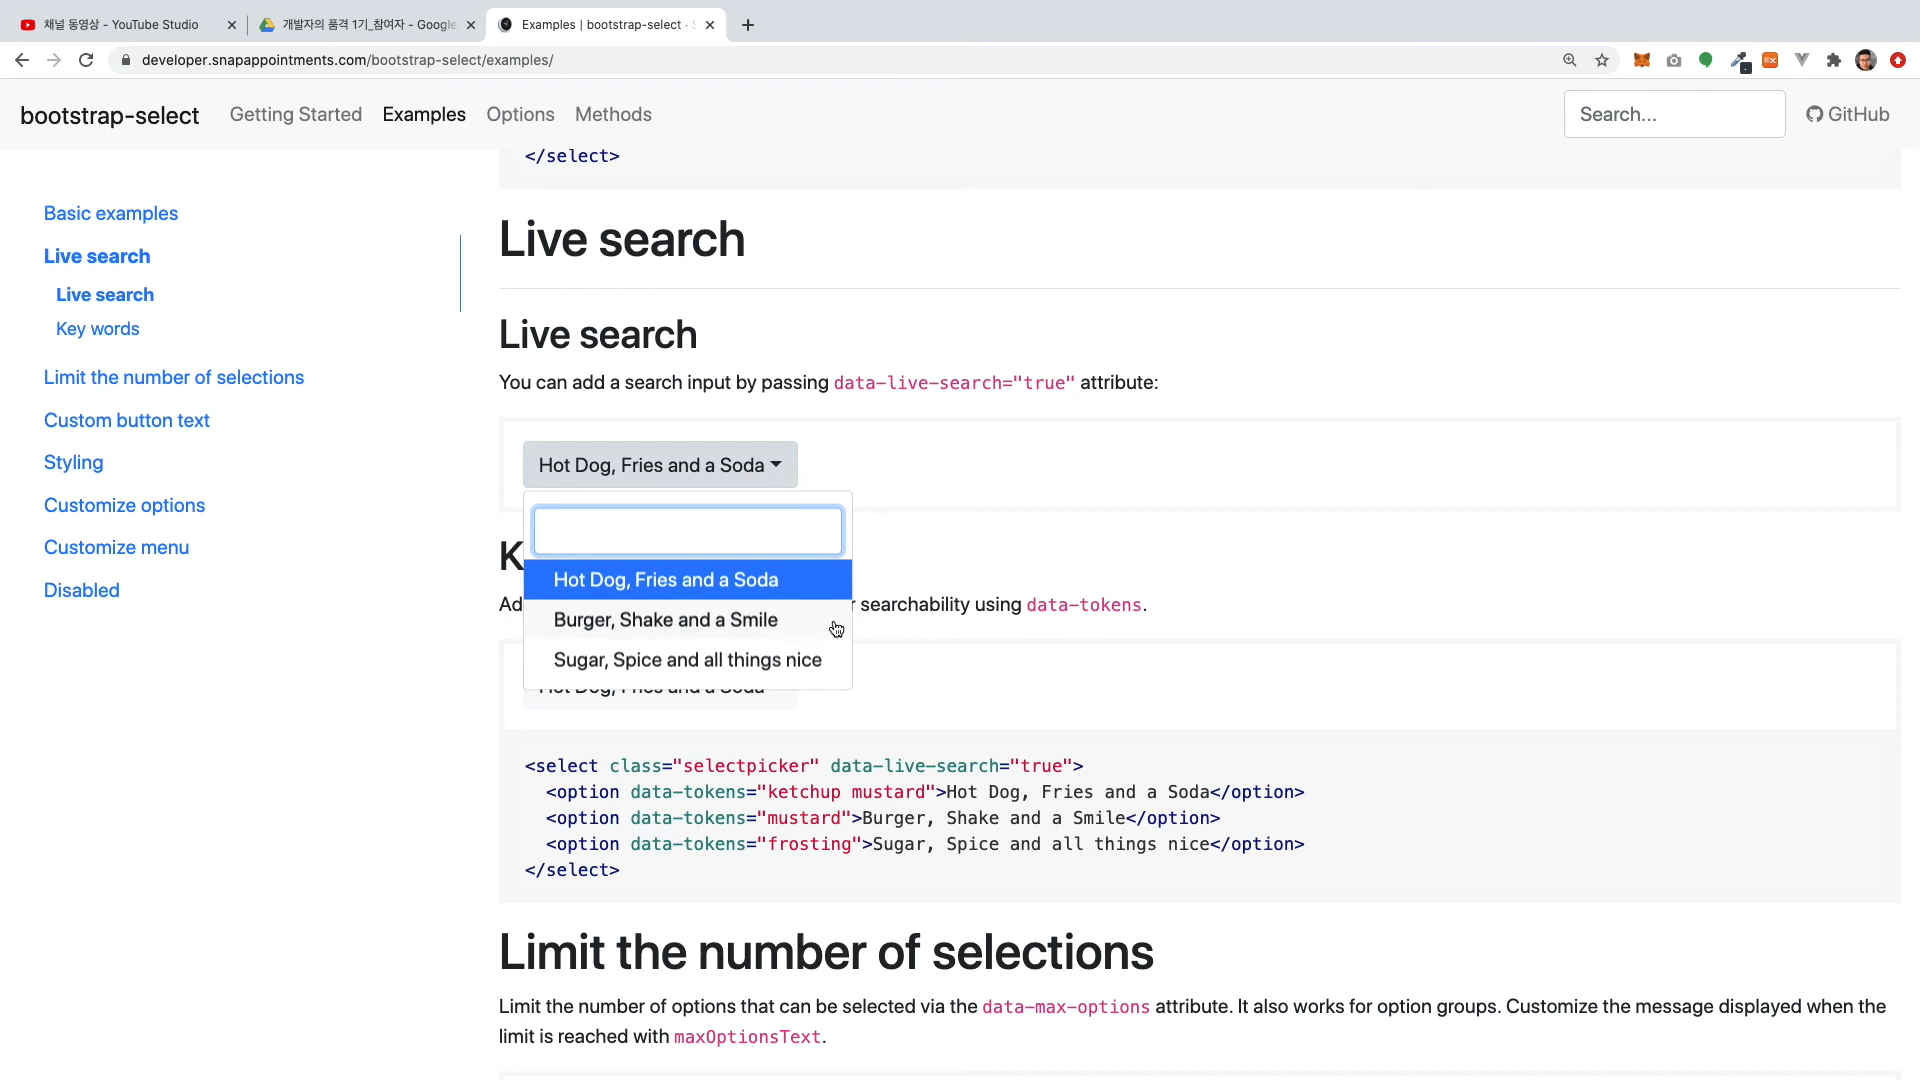 채널 동영상 - YouTube Studio
개발자의 품격 1기_참여자 - Google
Examples | bootstrap-select ·
developer.snapappointments.com/bootstrap-select/examples/
bootstrap-select
Getting Started
Examples
Options
Methods
Search...
GitHub
</select>
Basic examples
Live search
Live search
Key words
Limit the number of selections
Custom button text
Styling
Customize options
Customize menu
Disabled
Live search
Live search
You can add a search input by passing data-live-search="true" attribute:
Hot Dog, Fries and a Soda
Hot Dog, Fries and a Soda
Burger, Shake and a Smile
Sugar, Spice and all things nice
K
Ad
r searchability using data-tokens.
Hot Dog, Fries and a Soda
<select class="selectpicker" data-live-search="true">
<option data-tokens="ketchup mustard">Hot Dog, Fries and a Soda</option>
<option data-tokens="mustard">Burger, Shake and a Smile</option>
<option data-tokens="frosting">Sugar, Spice and all things nice</option>
</select>
Limit the number of selections
Limit the number of options that can be selected via the data-max-options attribute. It also works for option groups. Customize the message displayed when the
limit is reached with maxOptionsText.